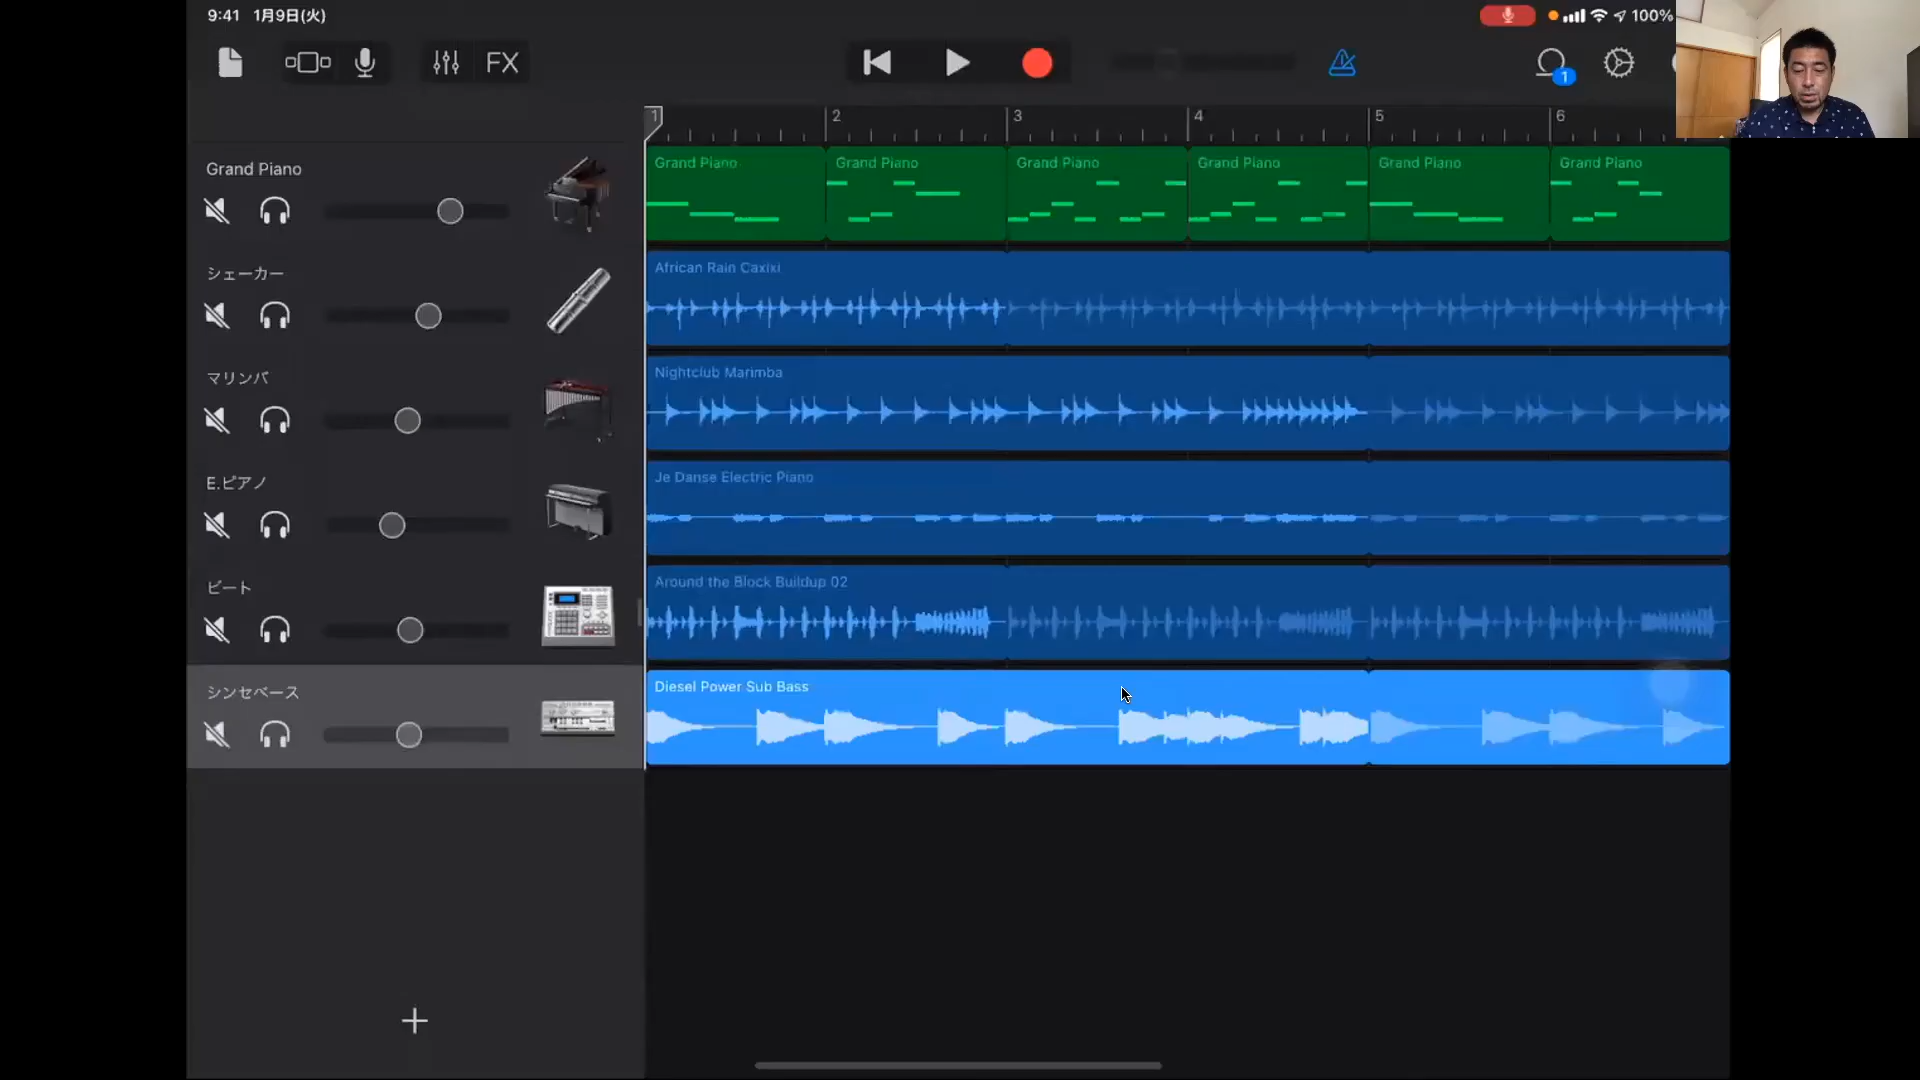 9:41 1月9日(火)
100%
FX
1
1 2 3 4 5 6
Grand Piano
Grand Piano Grand Piano Grand Piano Grand Piano Grand Piano Grand Piano
シェーカー
African Rain Caxixi
マリンバ
Nightclub Marimba
E.ピアノ
Je Danse Electric Piano
ビート
Around the Block Buildup 02
シンセベース
Diesel Power Sub Bass